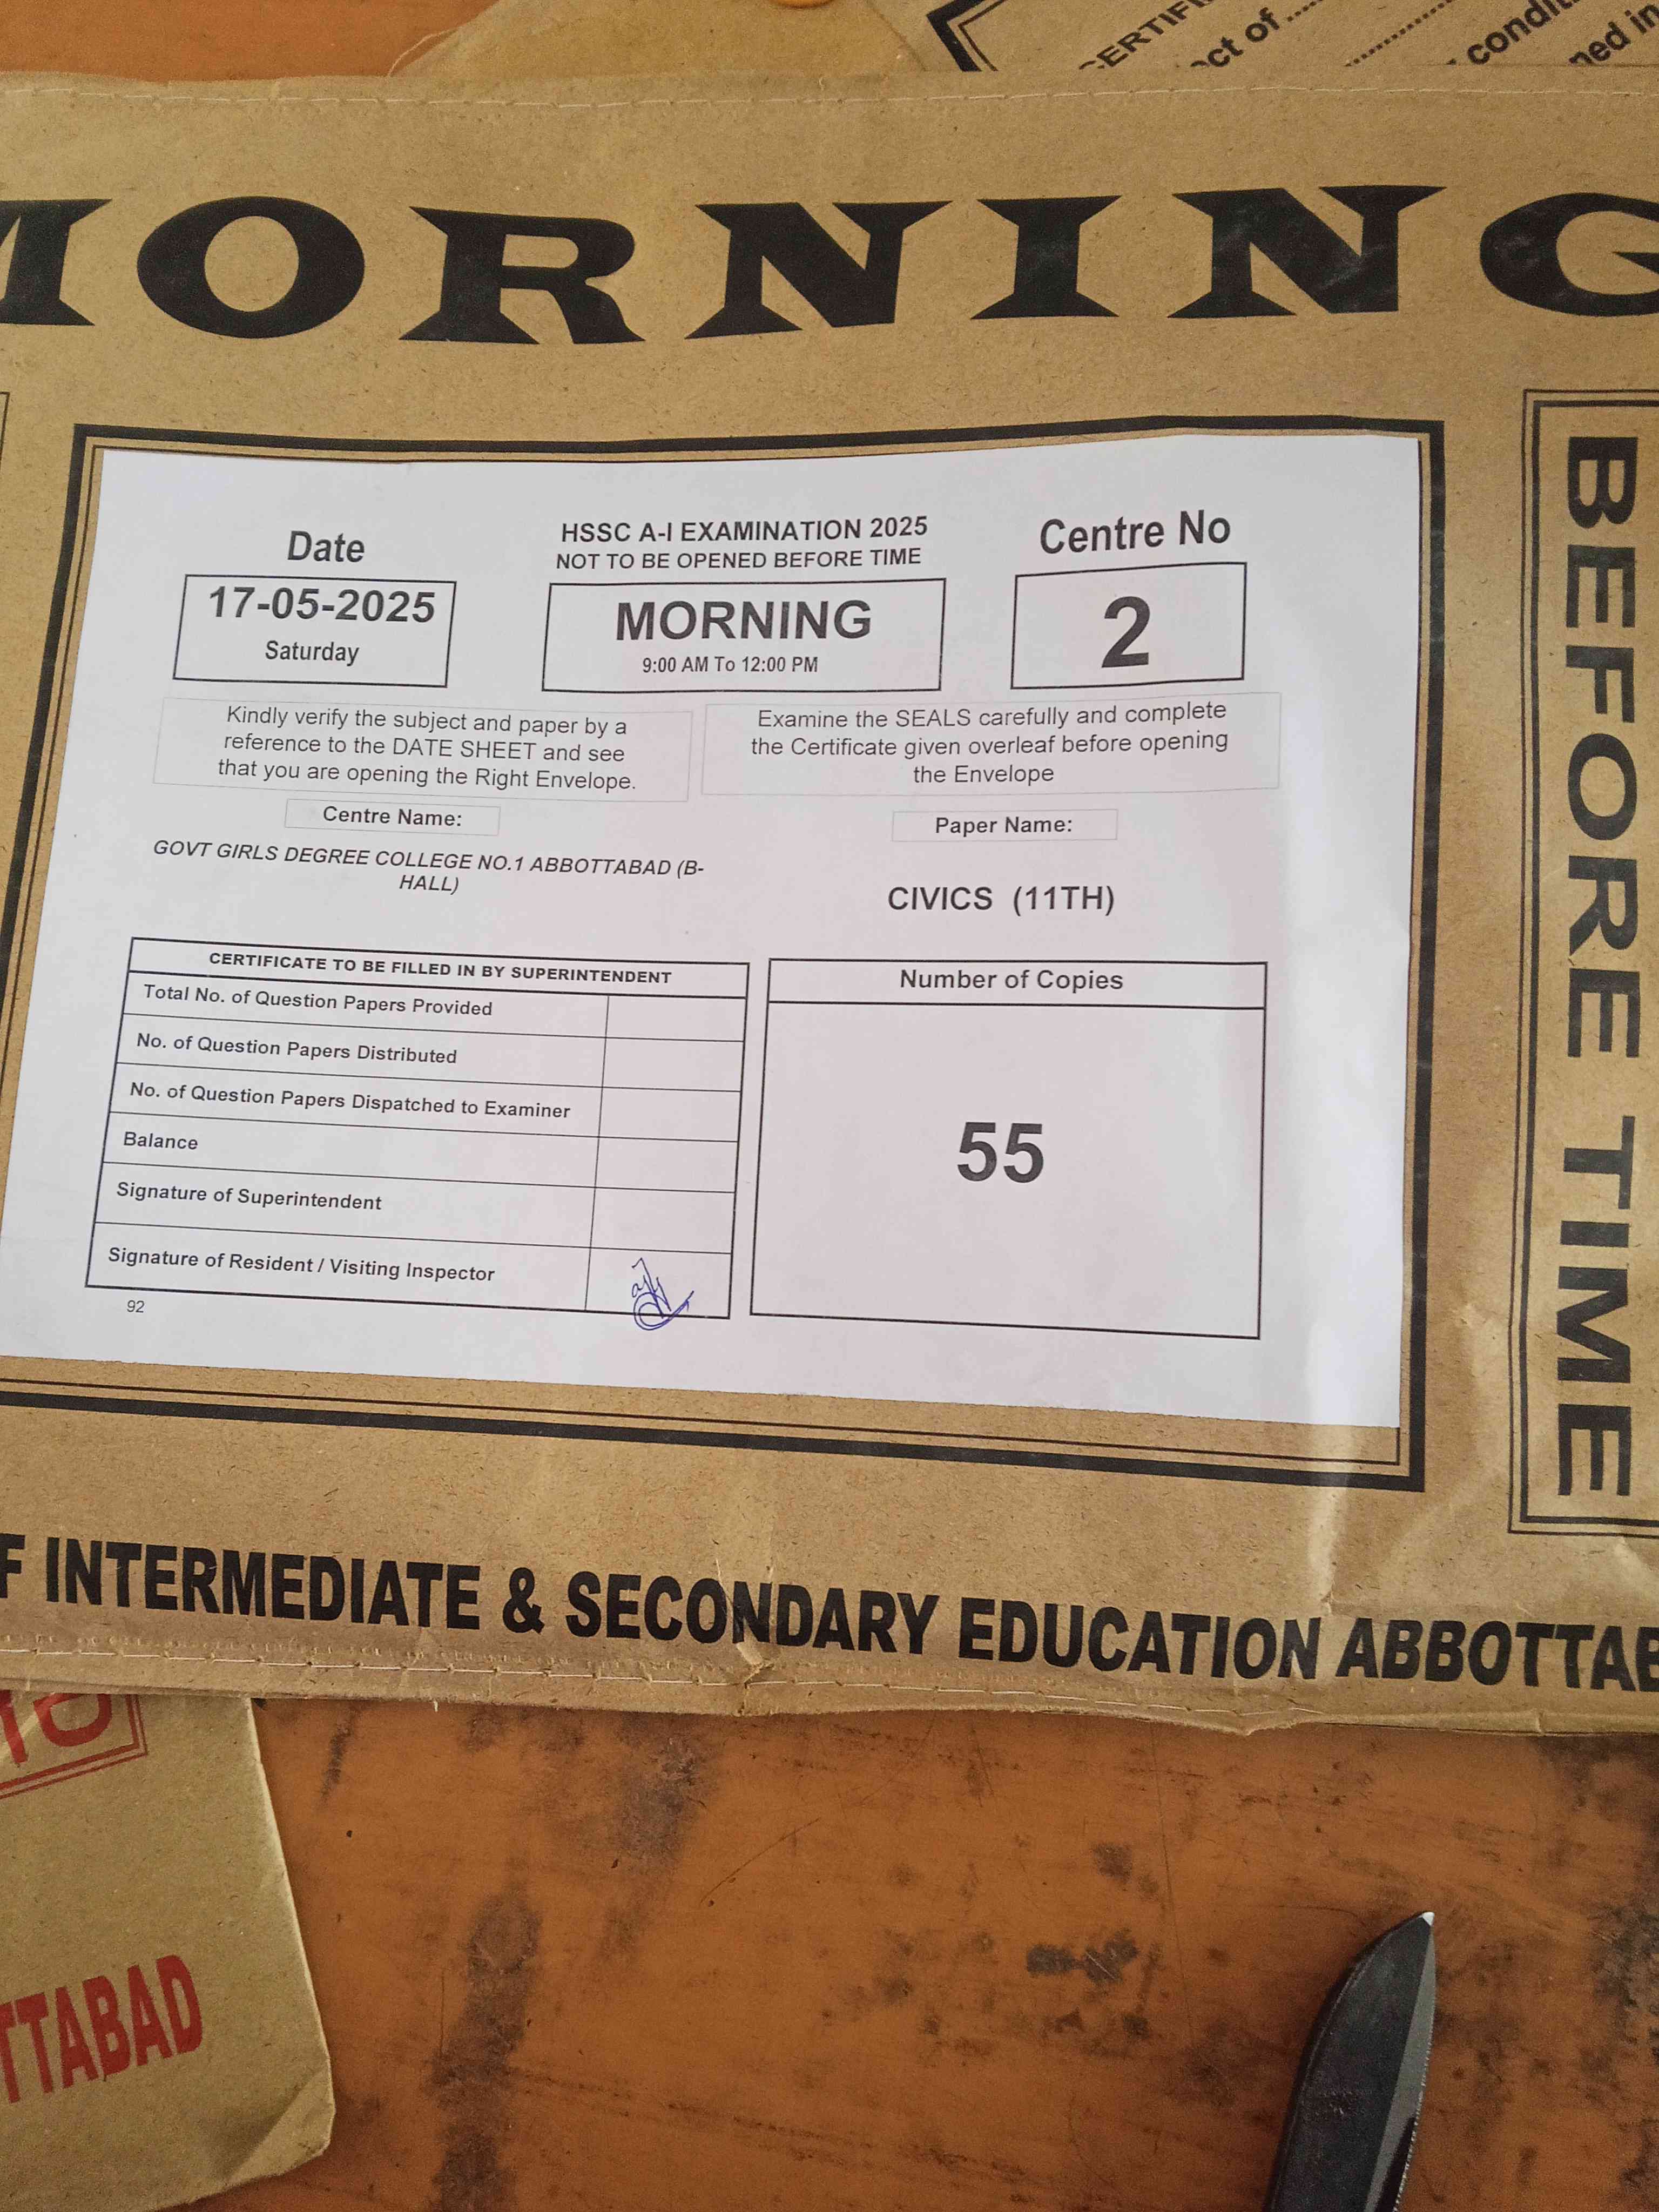 CERTIFI
ct of ............
condit
ned in
MORNING
BEFORE TIME
Date
17-05-2025
Saturday
HSSC A-I EXAMINATION 2025
NOT TO BE OPENED BEFORE TIME
MORNING
9:00 AM To 12:00 PM
Centre No
2
Kindly verify the subject and paper by a
reference to the DATE SHEET and see
that you are opening the Right Envelope.
Examine the SEALS carefully and complete
the Certificate given overleaf before opening
the Envelope
Centre Name:
GOVT GIRLS DEGREE COLLEGE NO.1 ABBOTTABAD (B-
HALL)
Paper Name:
CIVICS (11TH)
CERTIFICATE TO BE FILLED IN BY SUPERINTENDENT
Total No. of Question Papers Provided
No. of Question Papers Distributed
No. of Question Papers Dispatched to Examiner
Balance
Signature of Superintendent
Signature of Resident / Visiting Inspector
92
Number of Copies
55
F INTERMEDIATE & SECONDARY EDUCATION ABBOTTAB
TTABAD